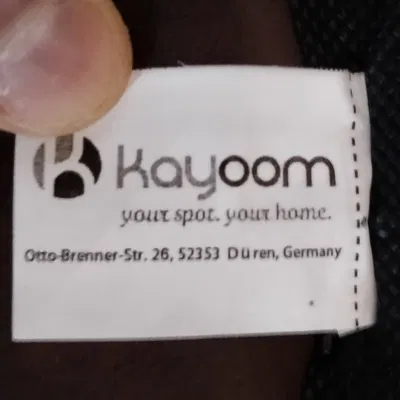 kayoom
your spot. your home.
Otto-Brenner-Str. 26, 52353 Düren, Germany